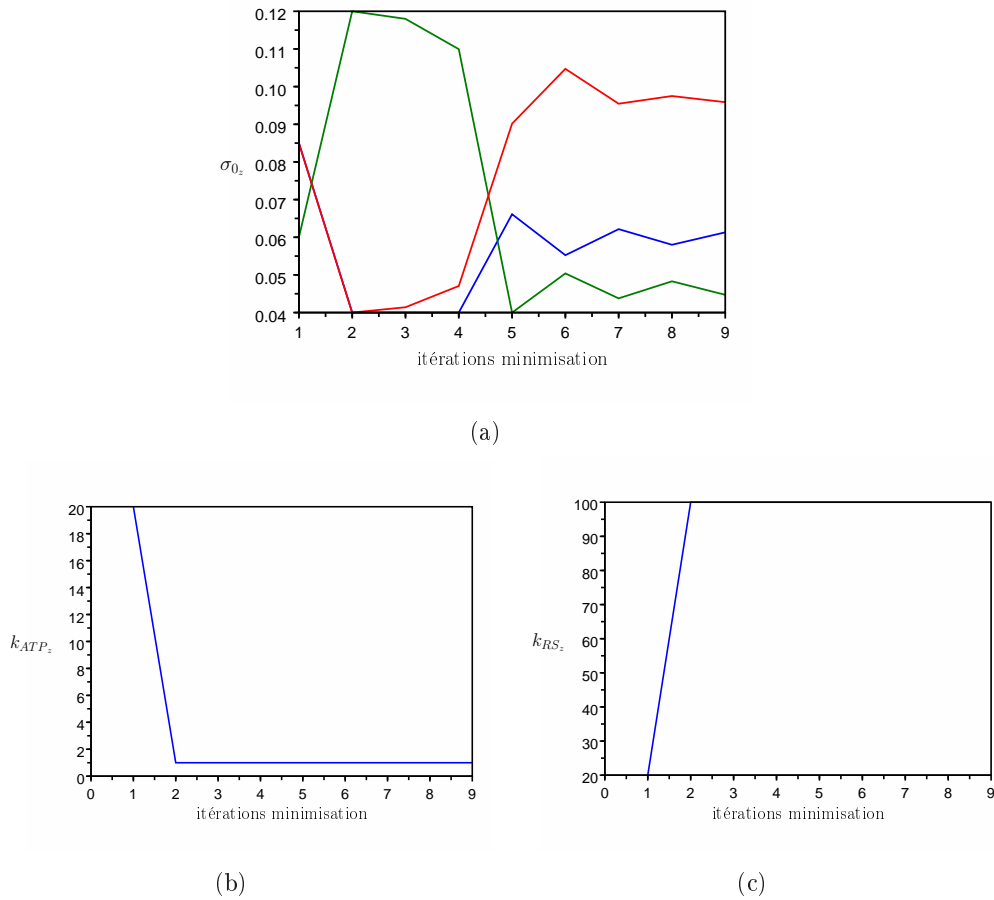 0.12
0.11
0.10
0.09
σ₀z 0.08
0.07
0.06
0.05
0.04
1 2 3 4 5 6 7 8 9
itérations minimisation
(a)
20
18
16
14
12
k_ATPz 10
8
6
4
2
0
0 1 2 3 4 5 6 7 8 9
itérations minimisation
(b)
100
90
80
70
k_RSz 60
50
40
30
20
0 1 2 3 4 5 6 7 8 9
itérations minimisation
(c)